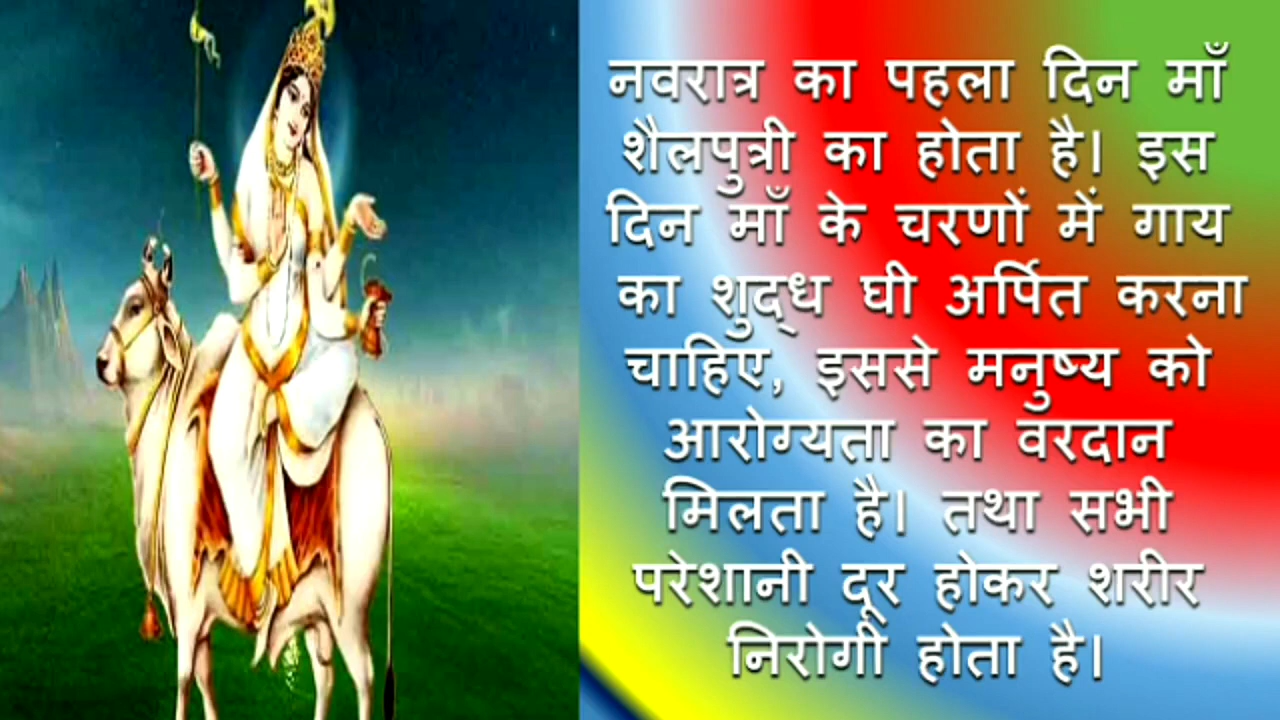 नवरात्र का पहला दिन माँ
शैलपुत्री का होता है। इस
दिन माँ के चरणों में गाय
का शुद्ध घी अर्पित करना
चाहिए, इससे मनुष्य को
आरोग्यता का वरदान
मिलता है। तथा सभी
परेशानी दूर होकर शरीर
निरोगी होता है।